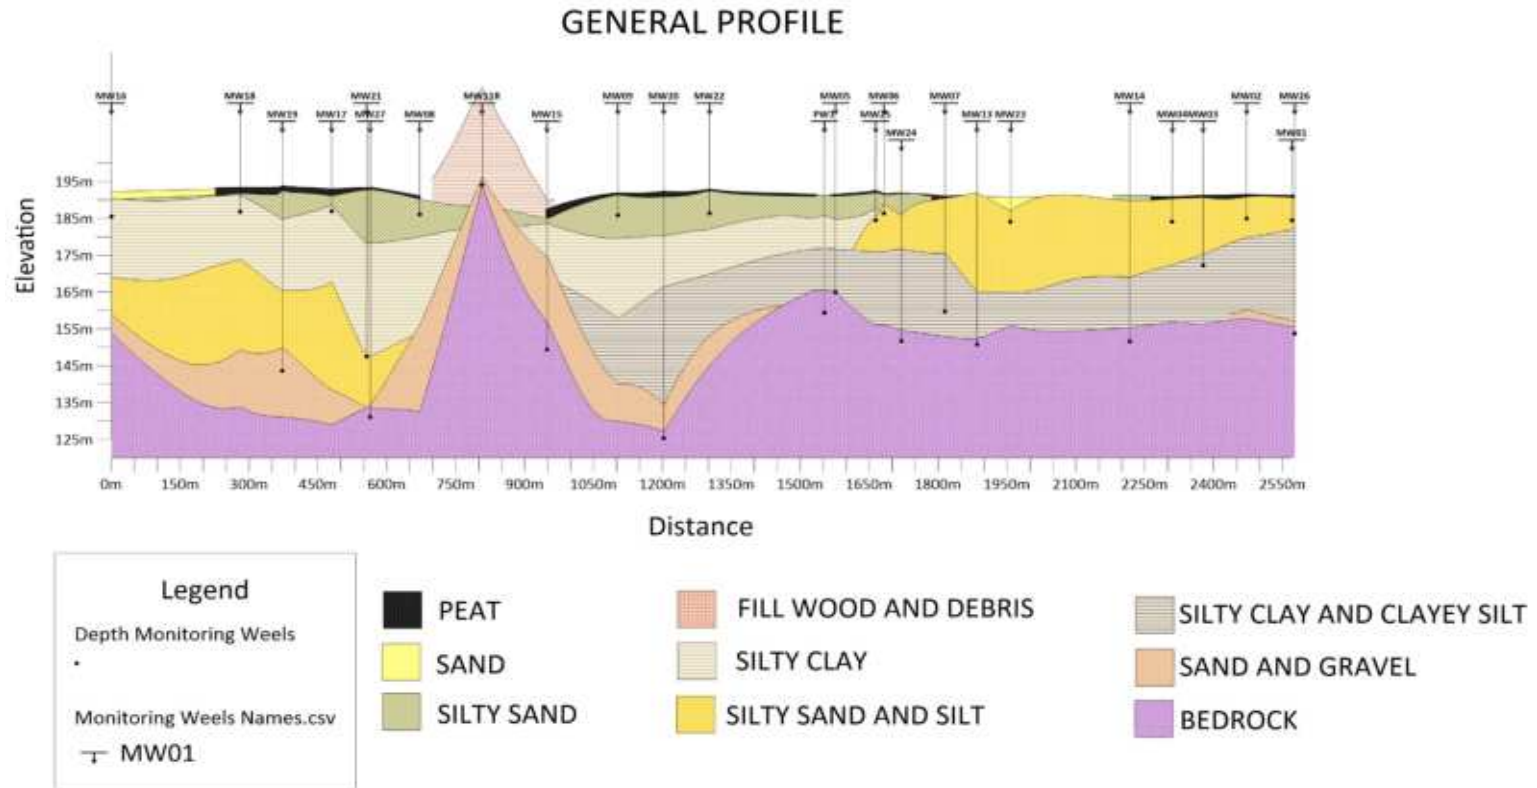 GENERAL PROFILE
MW16 MW18 MW21 MW11R MW09 MW20 MW22 MW05 MW06 MW07 MW14 MW02 MW26
MW19 MW17 MW27 MW08 MW15 PW1 MW25 MW13 MW23 MW04 MW03
MW24 MW01
Elevation
195m
185m
175m
165m
155m
145m
135m
125m
0m 150m 300m 450m 600m 750m 900m 1050m 1200m 1350m 1500m 1650m 1800m 1950m 2100m 2250m 2400m 2550m
Distance
Legend
Depth Monitoring Weels
Monitoring Weels Names.csv
MW01
PEAT
SAND
SILTY SAND
FILL WOOD AND DEBRIS
SILTY CLAY
SILTY SAND AND SILT
SILTY CLAY AND CLAYEY SILT
SAND AND GRAVEL
BEDROCK